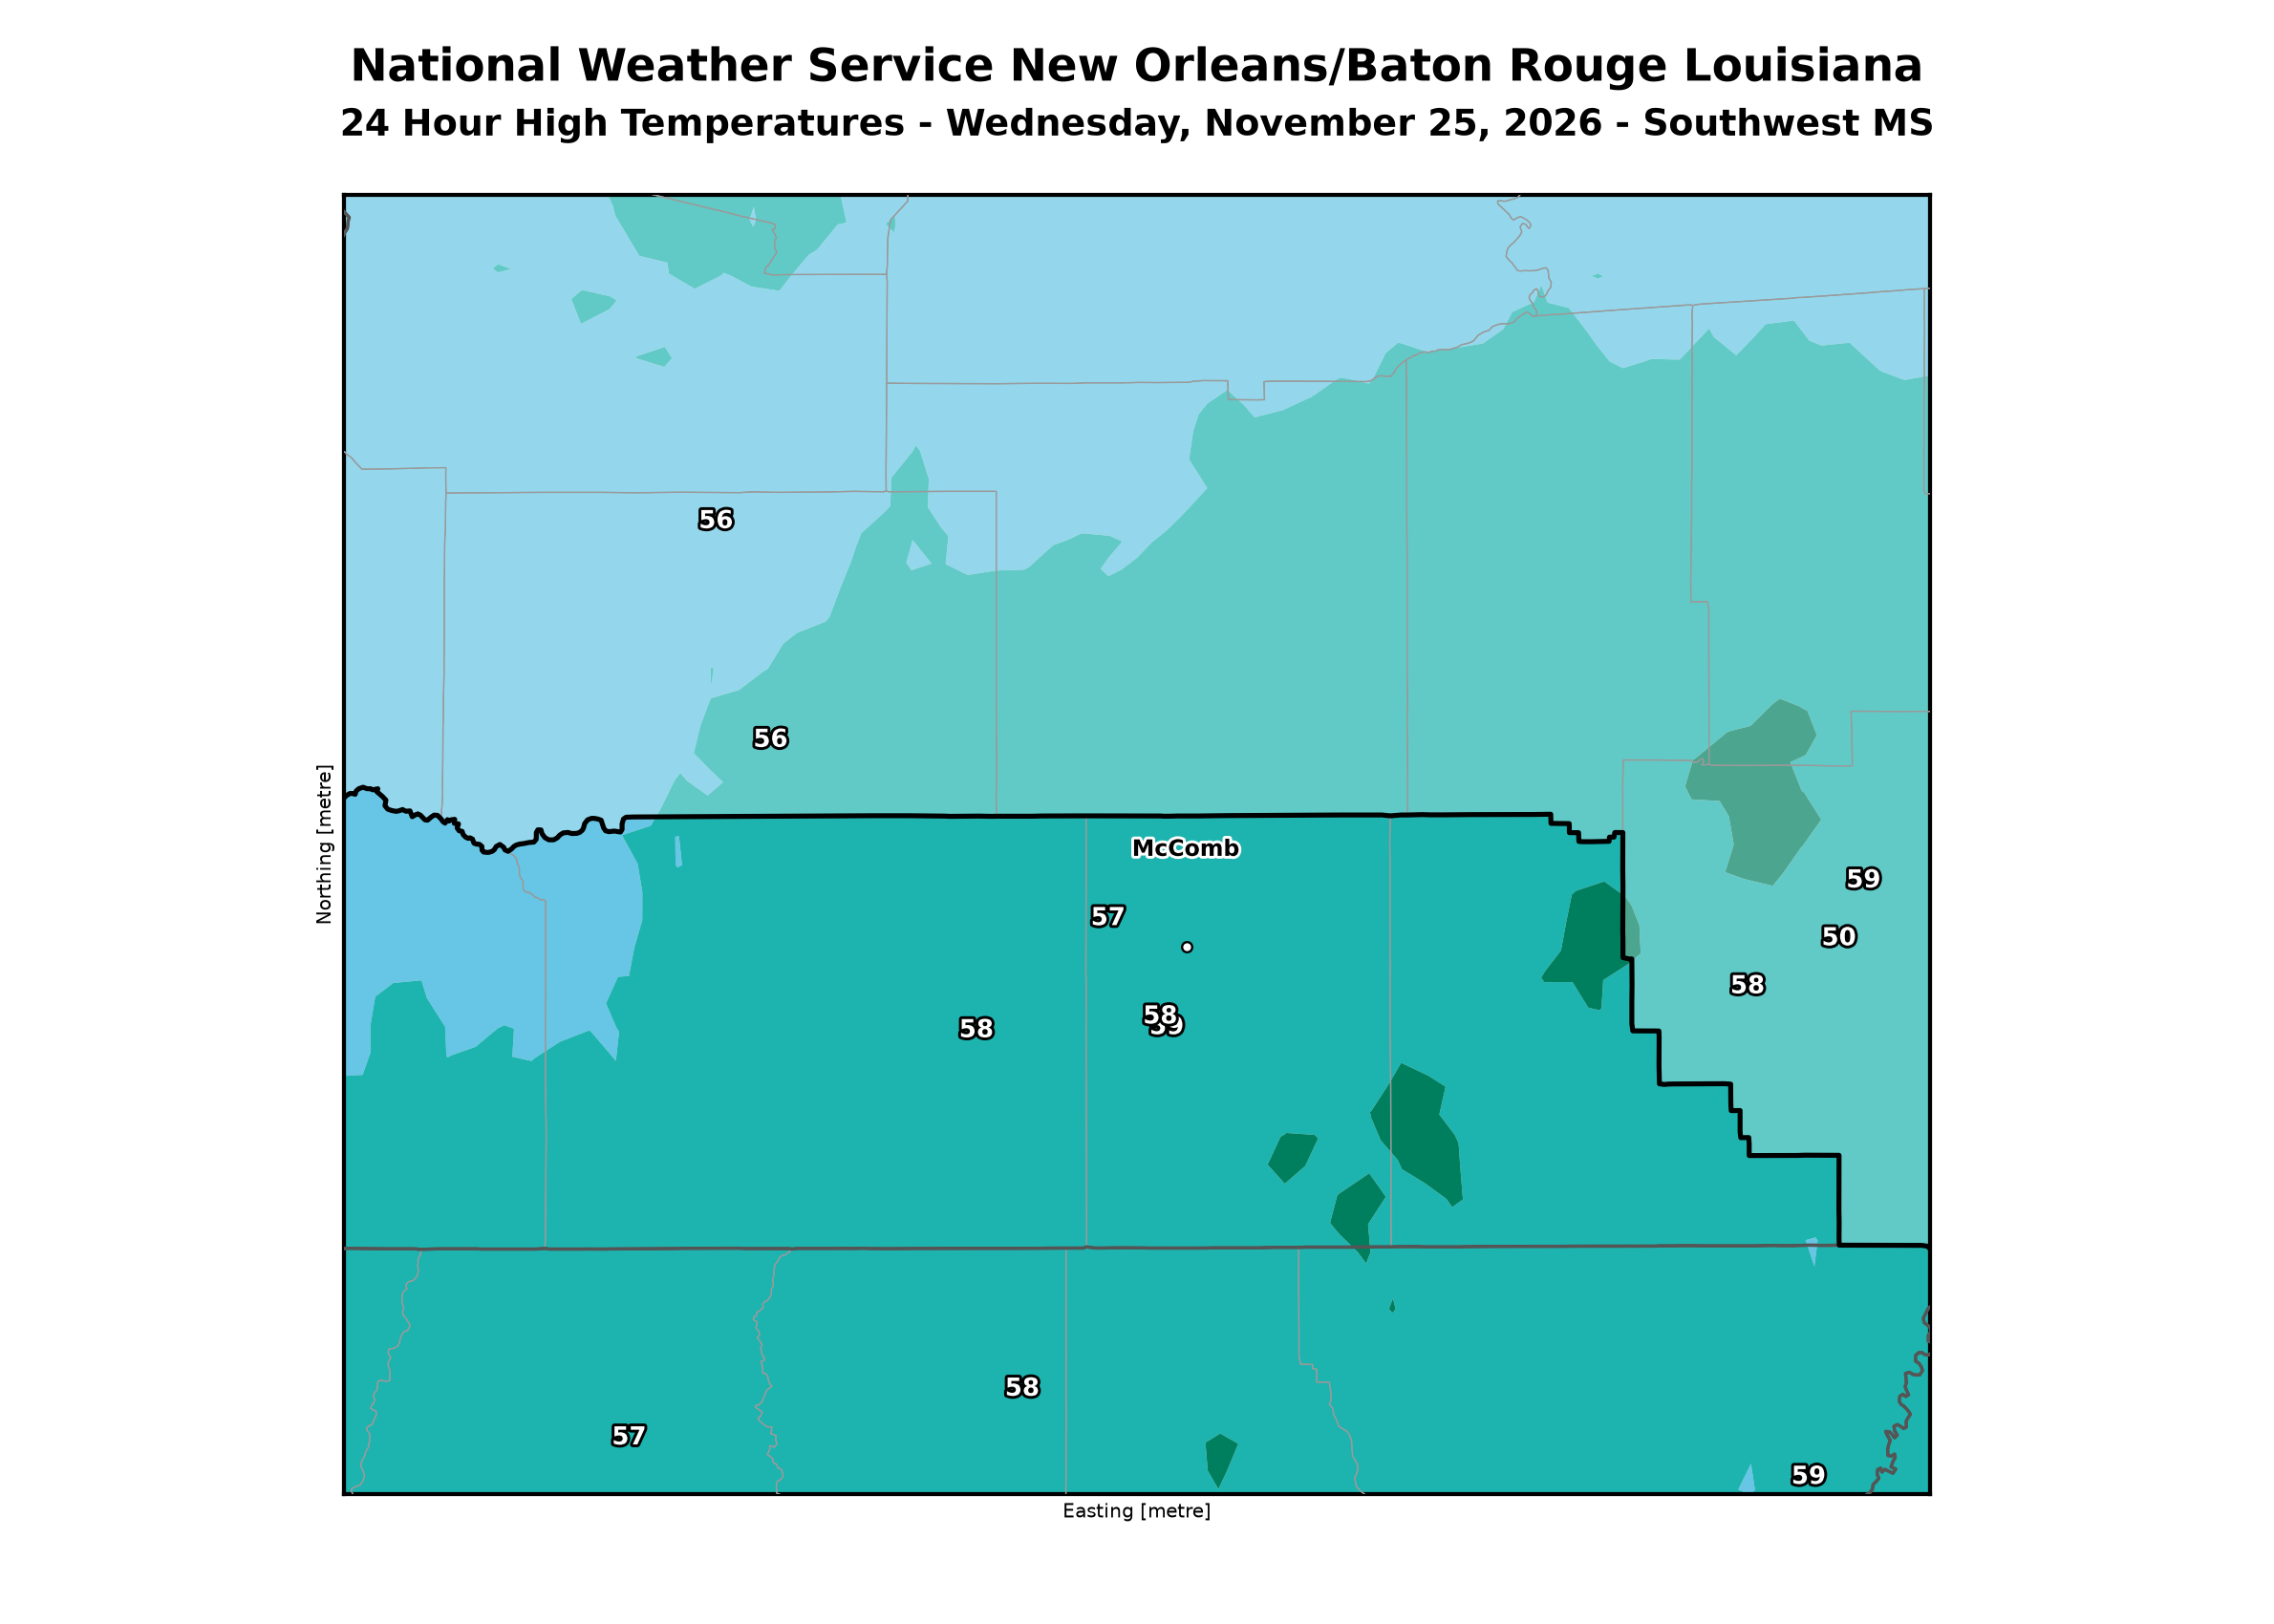 National Weather Service New Orleans/Baton Rouge Louisiana
24 Hour High Temperatures - Wednesday, November 25, 2026 - Southwest MS
56
56
Northing [metre]
McComb
59
57
50
58
58
58
59
58
57
59
Easting [metre]